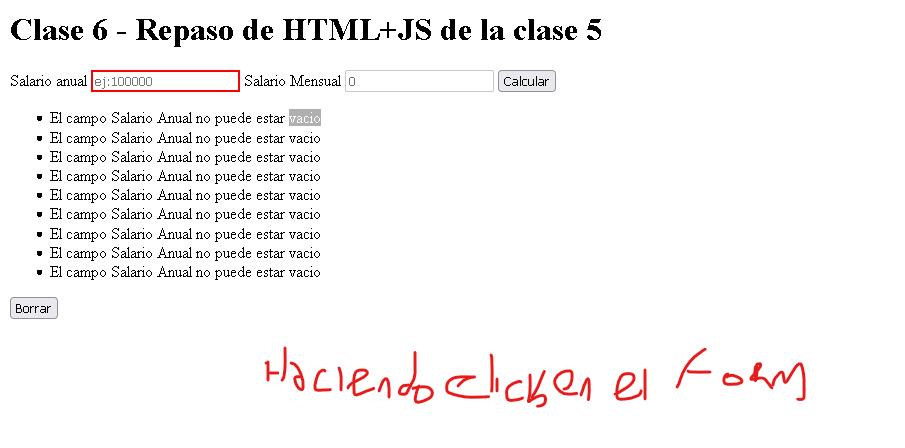 Clase 6 - Repaso de HTML+JS de la clase 5
Salario anual ej:100000 Salario Mensual 0 Calcular
El campo Salario Anual no puede estar vacio
El campo Salario Anual no puede estar vacio
El campo Salario Anual no puede estar vacio
El campo Salario Anual no puede estar vacio
El campo Salario Anual no puede estar vacio
El campo Salario Anual no puede estar vacio
El campo Salario Anual no puede estar vacio
El campo Salario Anual no puede estar vacio
El campo Salario Anual no puede estar vacio
Borrar
Haciendo click en el Form